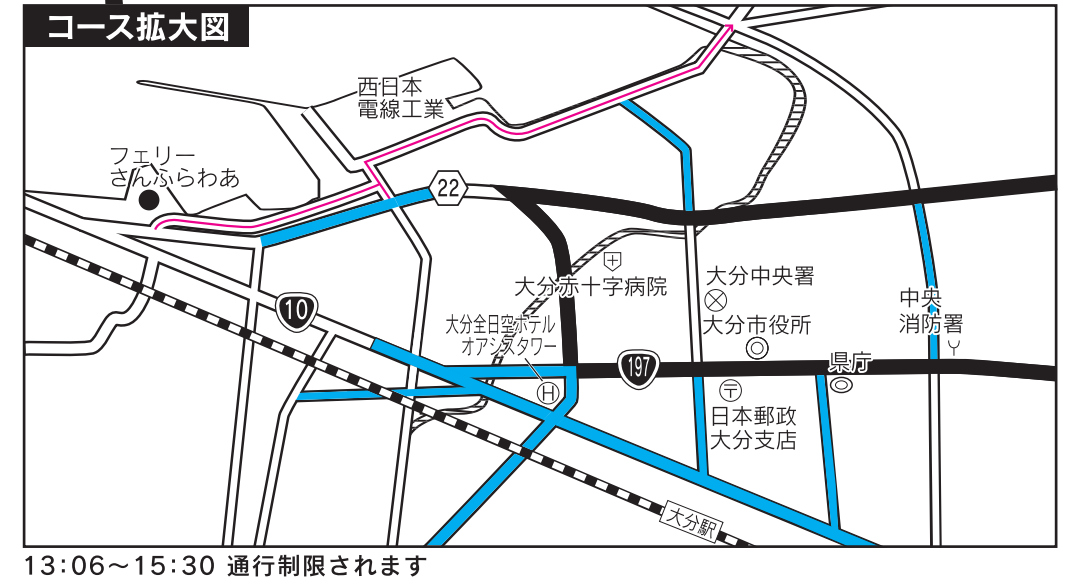 コース拡大図
西日本
電線工業
フェリー
さんふらわあ
22
大分赤十字病院
大分中央署
10
中央
消防署
大分全日空ホテル
オアシスタワー
大分市役所
197
県庁
H
〒
日本郵政
大分支店
大分駅
13:06〜15:30 通行制限されます